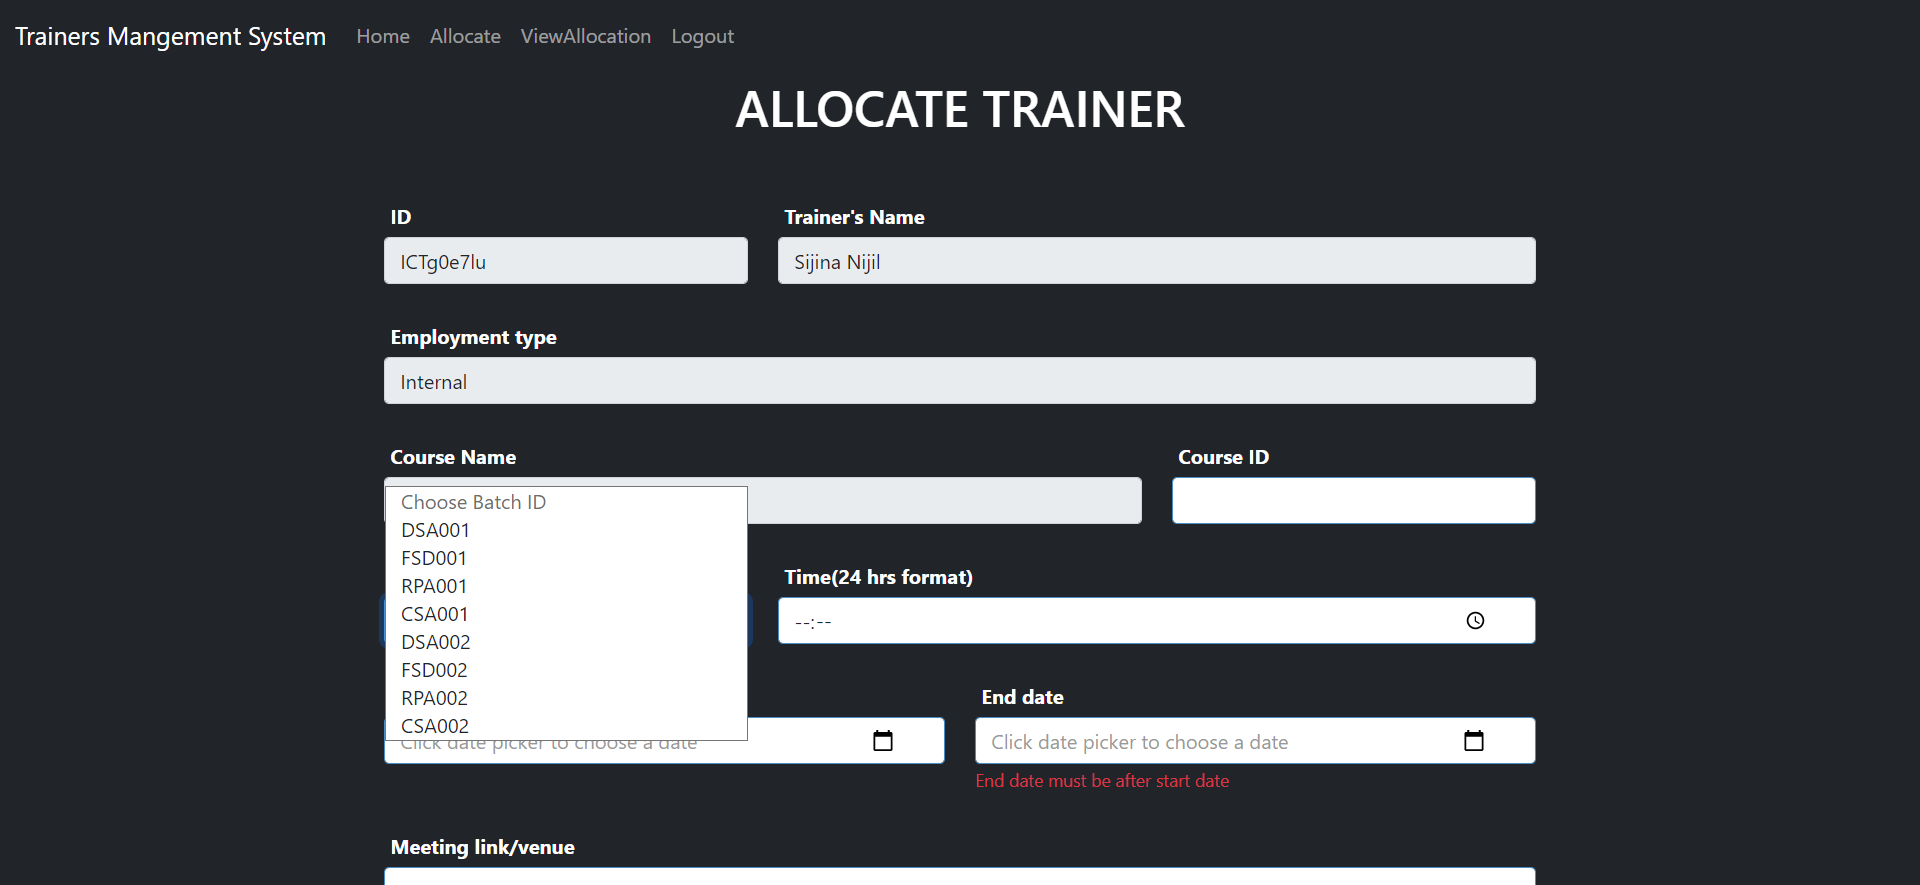 Trainers Mangement System Home Allocate ViewAllocation Logout
ALLOCATE TRAINER
ID
Trainer's Name
ICTg0e7lu
Sijina Nijil
Employment type
Internal
Course Name
Course ID
Choose Batch ID
DSA001
FSD001
RPA001
CSA001
DSA002
FSD002
RPA002
CSA002
Time(24 hrs format)
--:--
End date
Click date picker to choose a date
Click date picker to choose a date
End date must be after start date
Meeting link/venue